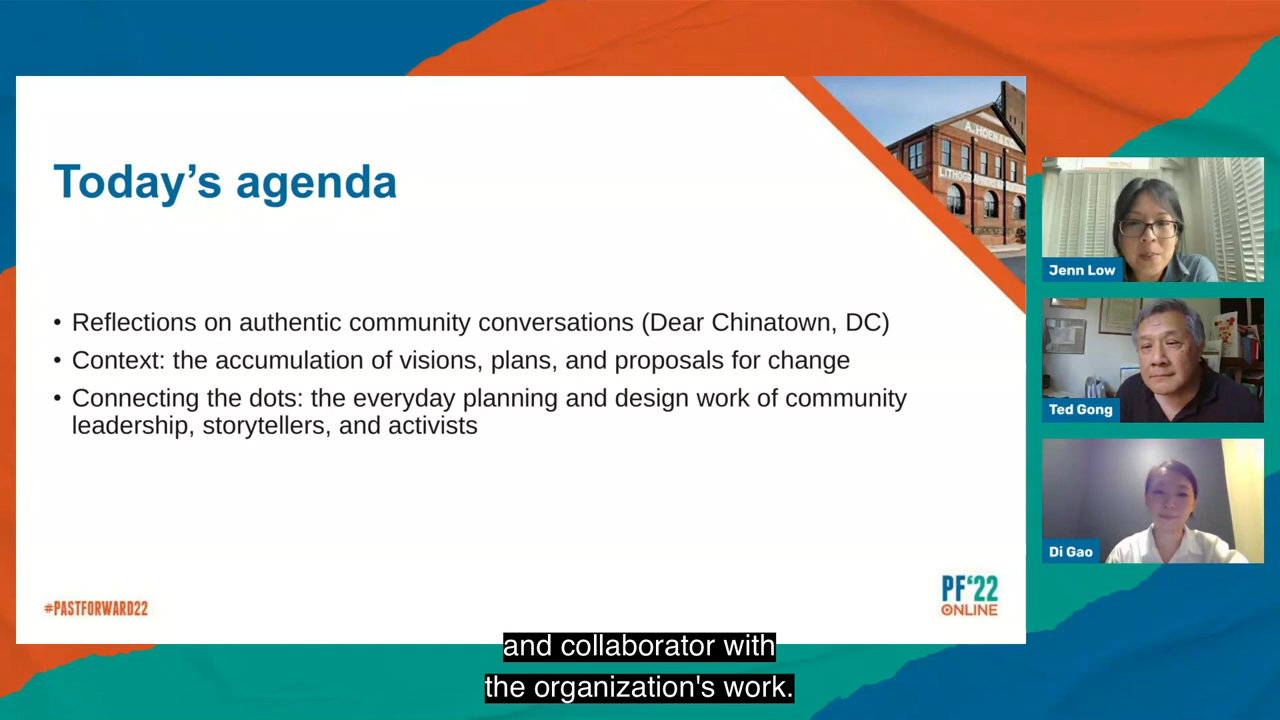 Today's agenda
• Reflections on authentic community conversations (Dear Chinatown, DC)
• Context: the accumulation of visions, plans, and proposals for change
• Connecting the dots: the everyday planning and design work of community
leadership, storytellers, and activists
A. HOEN & CO.
#PASTFORWARD22
PF'22
ONLINE
Jenn Low
Ted Gong
Di Gao
and collaborator with
the organization's work.